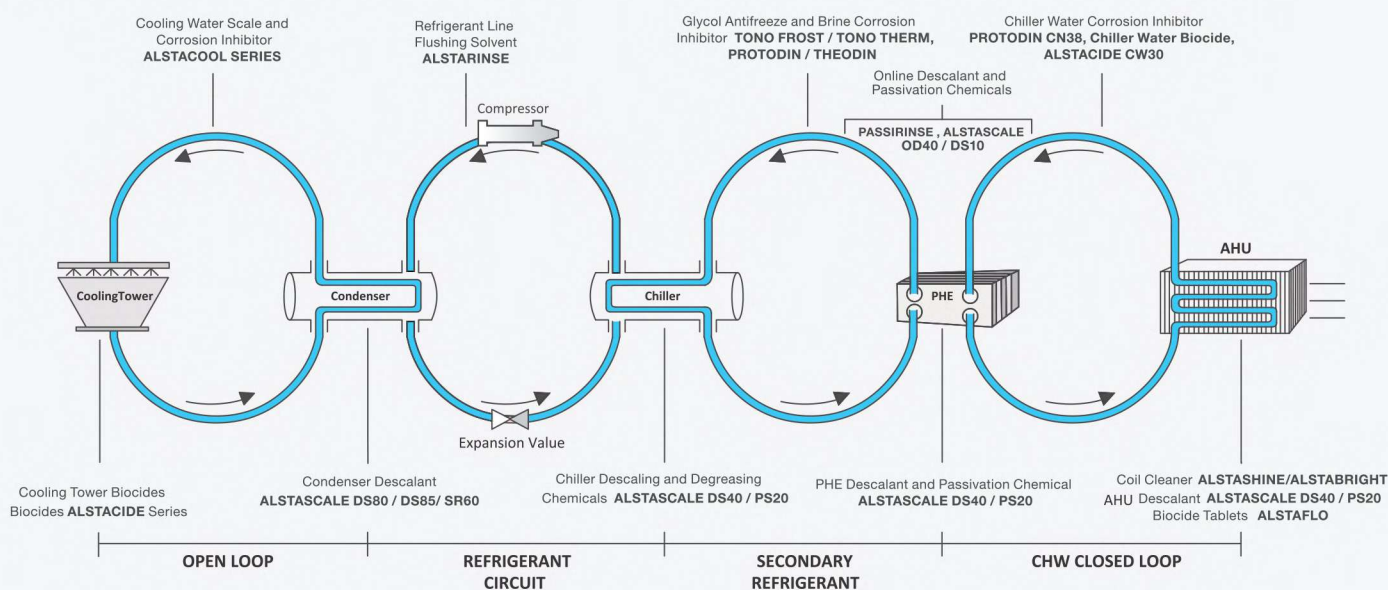 Cooling Water Scale and
Corrosion Inhibitor
ALSTACOOL SERIES
Refrigerant Line
Flushing Solvent
ALSTARINSE
Glycol Antifreeze and Brine Corrosion
Inhibitor TONO FROST / TONO THERM,
PROTODIN / THEODIN
Chiller Water Corrosion Inhibitor
PROTODIN CN38, Chiller Water Biocide,
ALSTACIDE CW30
Online Descalant and
Passivation Chemicals
PASSIRINSE , ALSTASCALE
OD40 / DS10
Compressor
CoolingTower
Condenser
Chiller
PHE
AHU
Expansion Value
Cooling Tower Biocides
Biocides ALSTACIDE Series
Condenser Descalant
ALSTASCALE DS80 / DS85/ SR60
Chiller Descaling and Degreasing
Chemicals ALSTASCALE DS40 / PS20
PHE Descalant and Passivation Chemical
ALSTASCALE DS40 / PS20
Coil Cleaner ALSTASHINE/ALSTABRIGHT
AHU Descalant ALSTASCALE DS40 / PS20
Biocide Tablets ALSTAFLO
OPEN LOOP
REFRIGERANT
CIRCUIT
SECONDARY
REFRIGERANT
CHW CLOSED LOOP